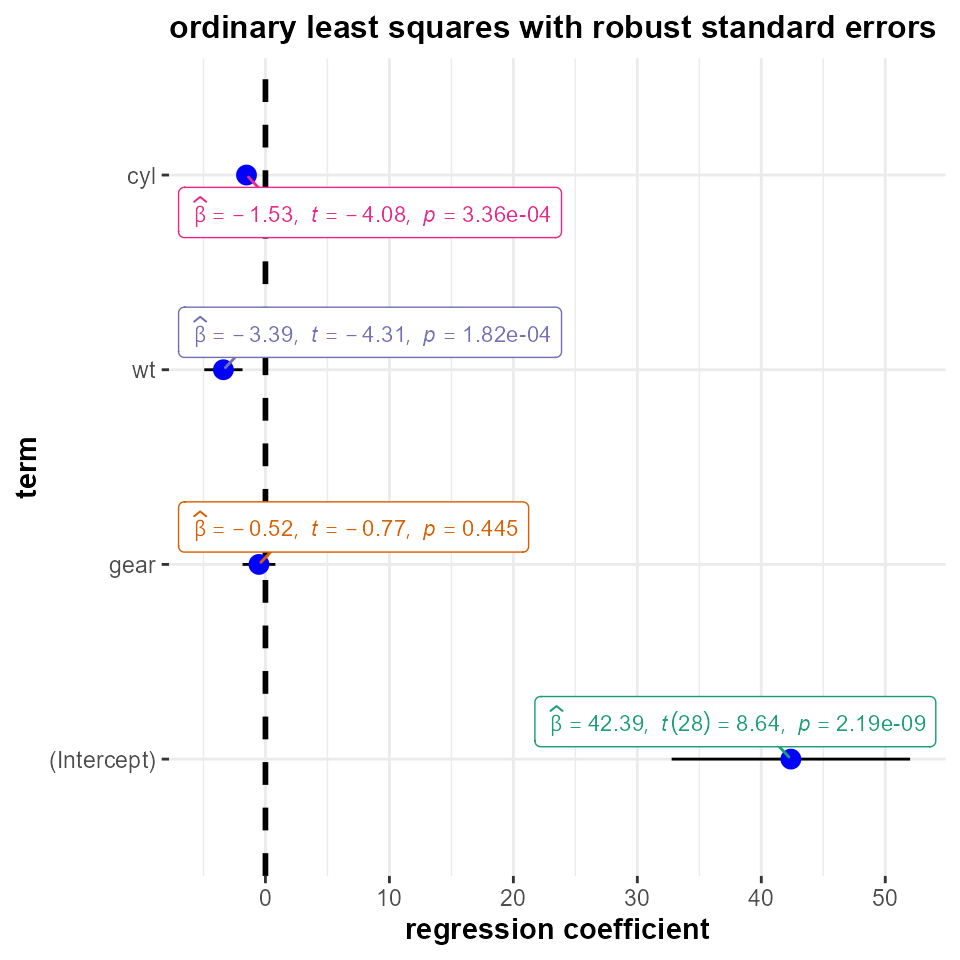 ordinary least squares with robust standard errors
cyl
β̂ = −1.53, t = −4.08, p = 3.36e-04
β̂ = −3.39, t = −4.31, p = 1.82e-04
wt
term
β̂ = −0.52, t = −0.77, p = 0.445
gear
β̂ = 42.39, t(28) = 8.64, p = 2.19e-09
(Intercept)
0 10 20 30 40 50
regression coefficient